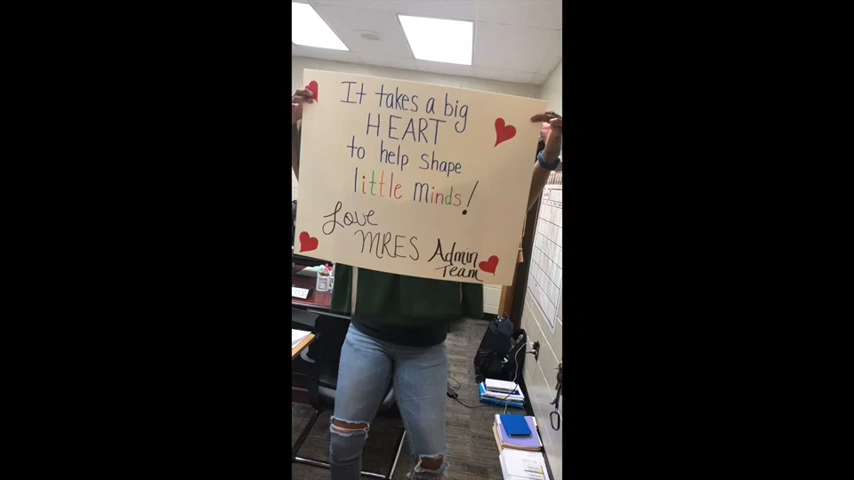 It takes a big
HEART
to help shape
little minds!
Love
MRES Admin
Team